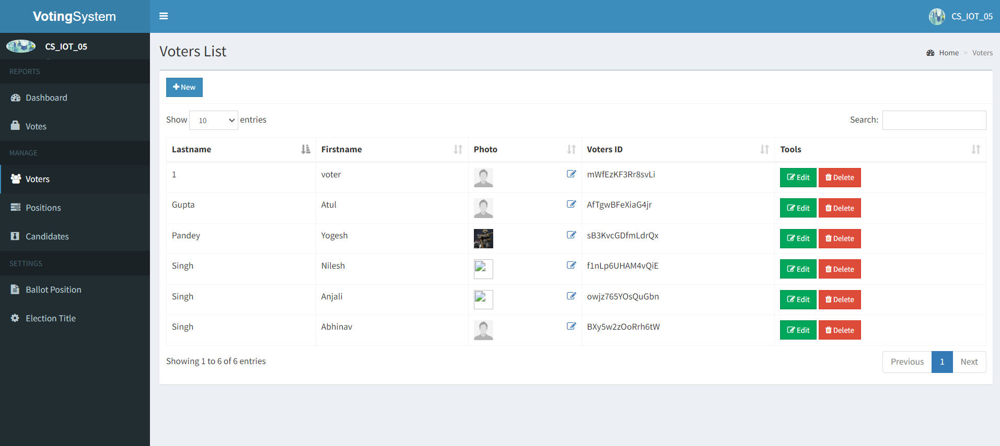 VotingSystem
CS_IOT_05
CS_IOT_05
REPORTS
Dashboard
Votes
MANAGE
Voters
Positions
Candidates
SETTINGS
Ballot Position
Election Title
Voters List
Home > Voters
New
Show 10 entries
Search:
Lastname Firstname Photo Voters ID Tools
1 voter mWfEzKF3Rr8svLi Edit Delete
Gupta Atul AfTgwBFeXiaG4jr Edit Delete
Pandey Yogesh sB3KvcGDfmLdrQx Edit Delete
Singh Nilesh f1nLp6UHAM4vQiE Edit Delete
Singh Anjali owjz765YOsQuGbn Edit Delete
Singh Abhinav BXy5w2zOoRrh6tW Edit Delete
Showing 1 to 6 of 6 entries
Previous 1 Next